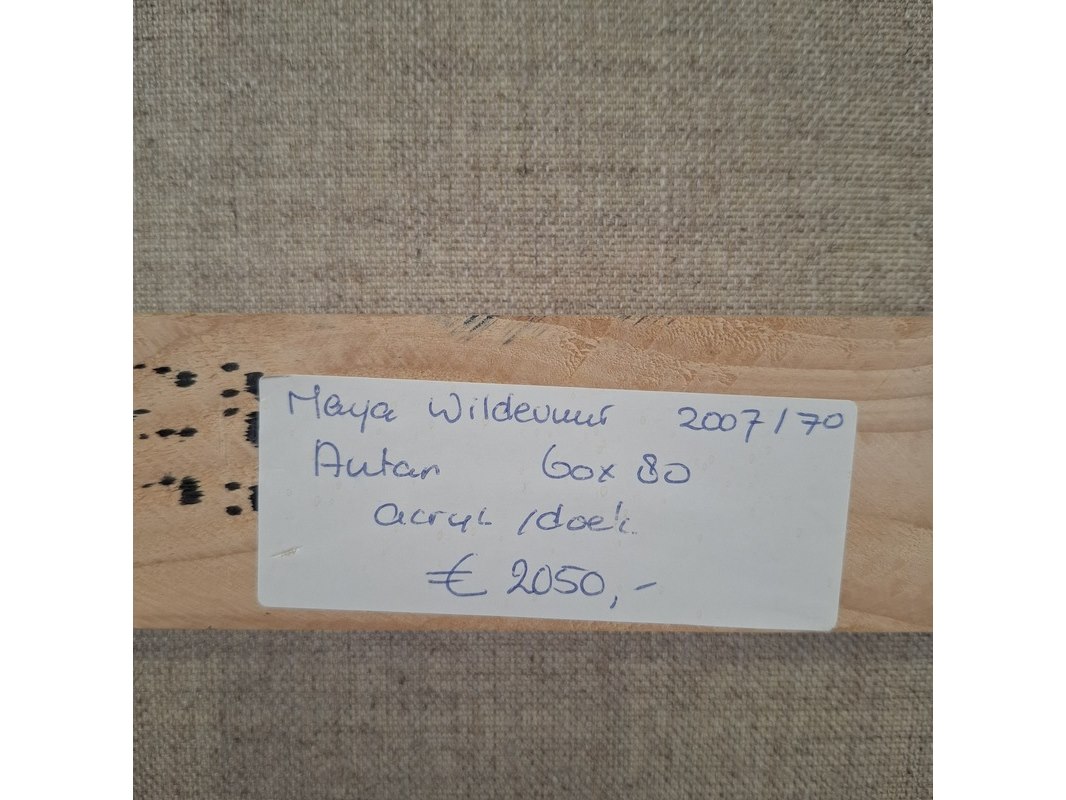 Maya Wildevuur 2007/70
Autan 60x80
acryl /doek
€ 2050,-